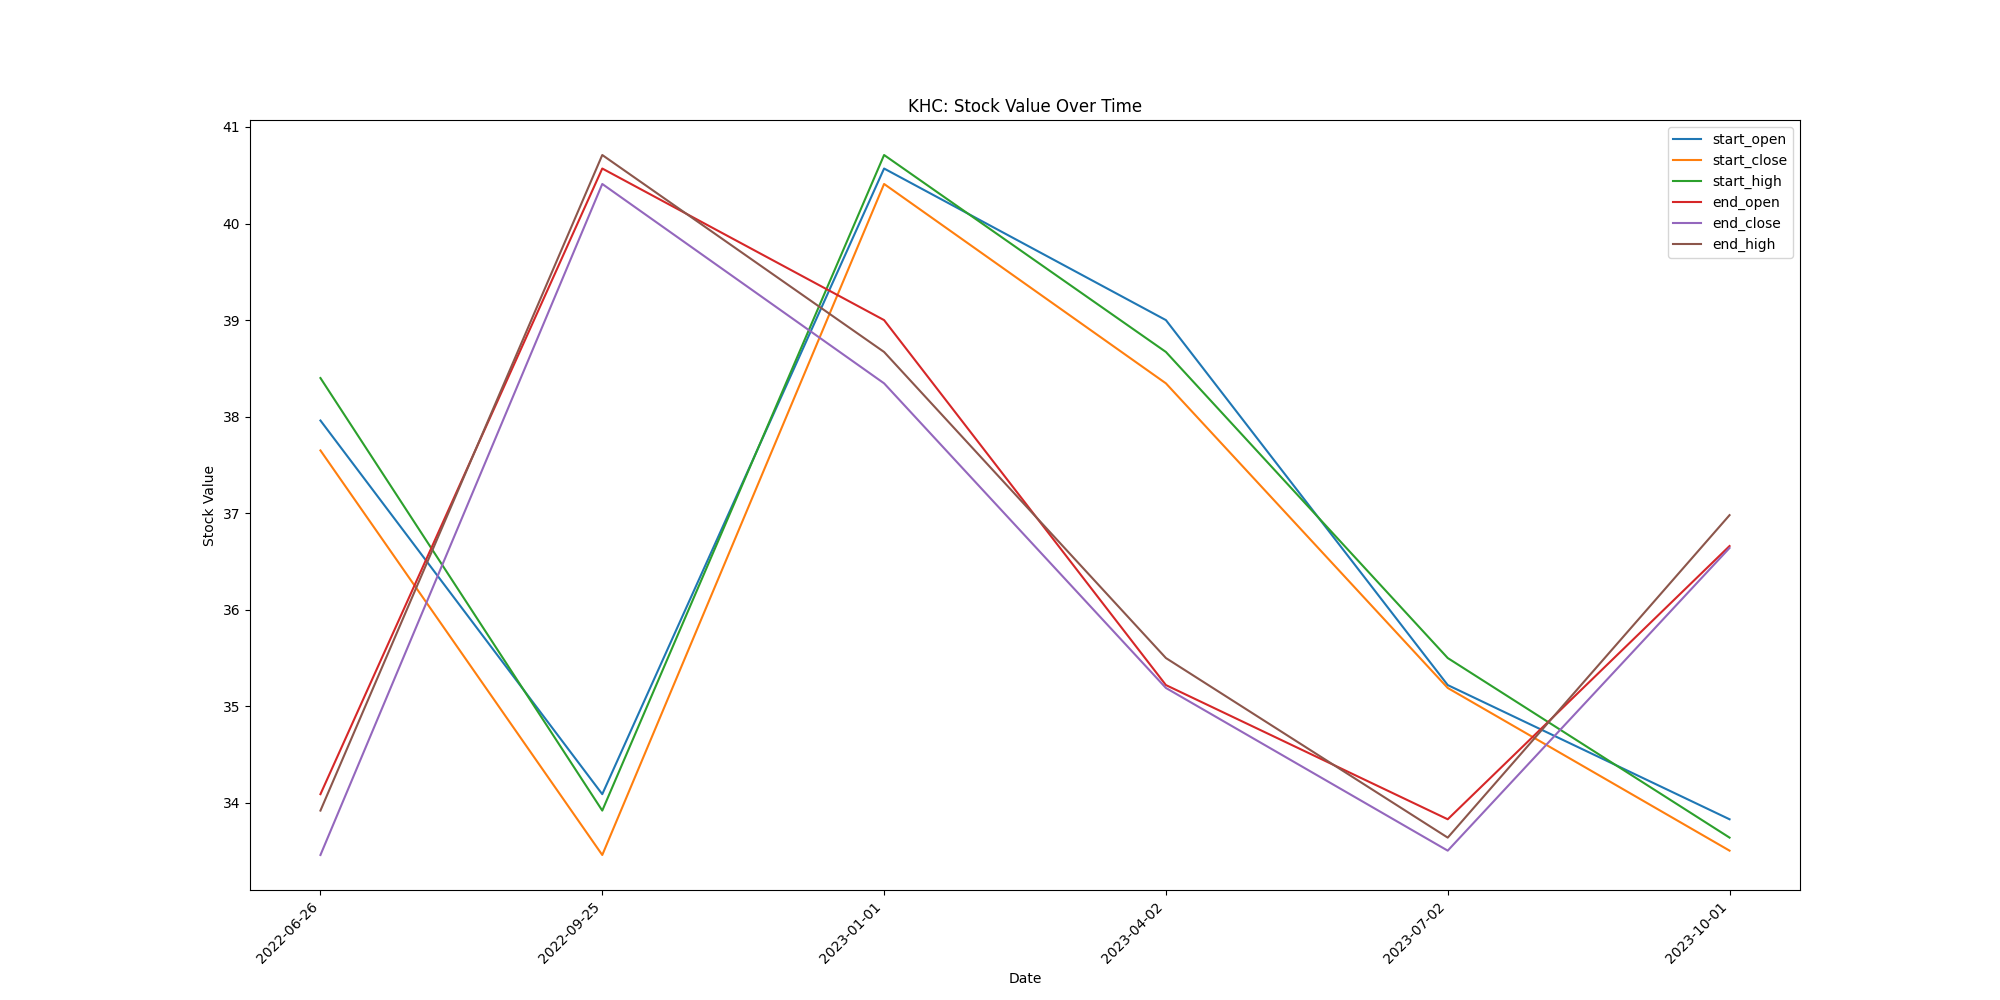 KHC: Stock Value Over Time
41
40
39
38
37
36
35
34
Stock Value
start_open
start_close
start_high
end_open
end_close
end_high
2022-06-26
2022-09-25
2023-01-01
2023-04-02
2023-07-02
2023-10-01
Date